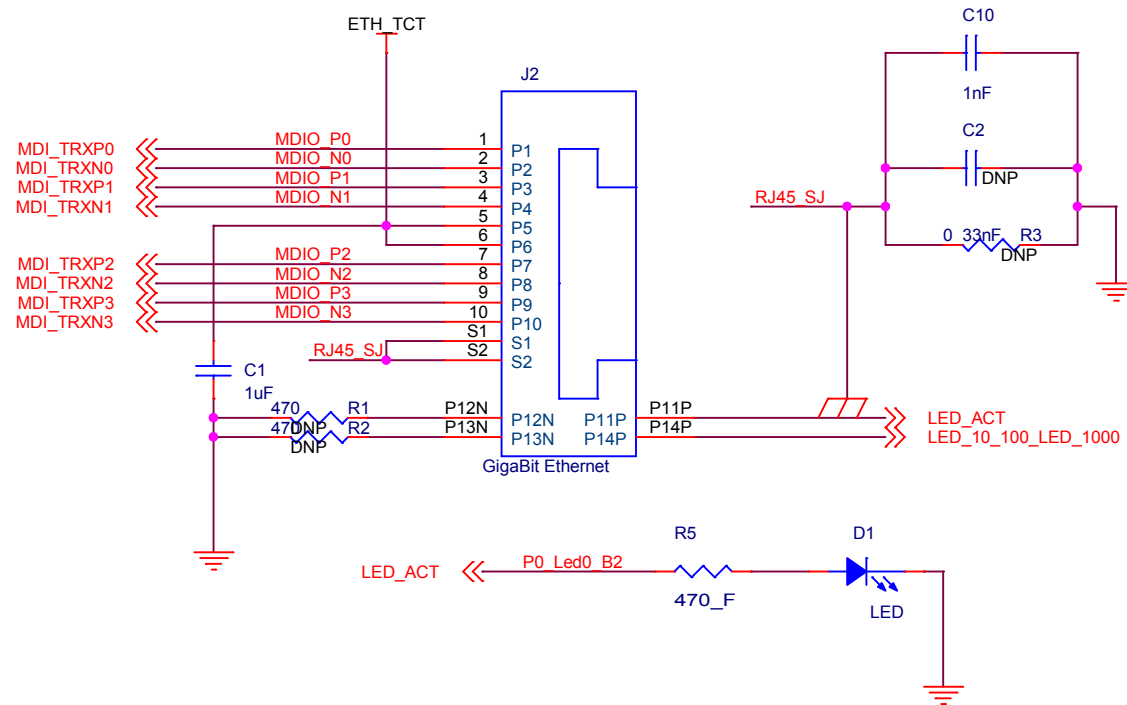 ETH_TCT
J2
MDI_TRXP0 MDIO_P0 1 P1
MDI_TRXN0 MDIO_N0 2 P2
MDI_TRXP1 MDIO_P1 3 P3
MDI_TRXN1 MDIO_N1 4 P4
5 P5
6 P6
MDI_TRXP2 MDIO_P2 7 P7
MDI_TRXN2 MDIO_N2 8 P8
MDI_TRXP3 MDIO_P3 9 P9
MDI_TRXN3 MDIO_N3 10 P10
S1 S1
RJ45_SJ S2 S2
C1
1uF
470 DNP R1 P12N P12N P11P P11P LED_ACT
470 DNP R2 P13N P13N P14P P14P LED_10_100_LED_1000
GigaBit Ethernet
C10
1nF
C2
DNP
RJ45_SJ
0 33nF R3
DNP
R5 D1
LED_ACT P0_Led0_B2
470_F LED